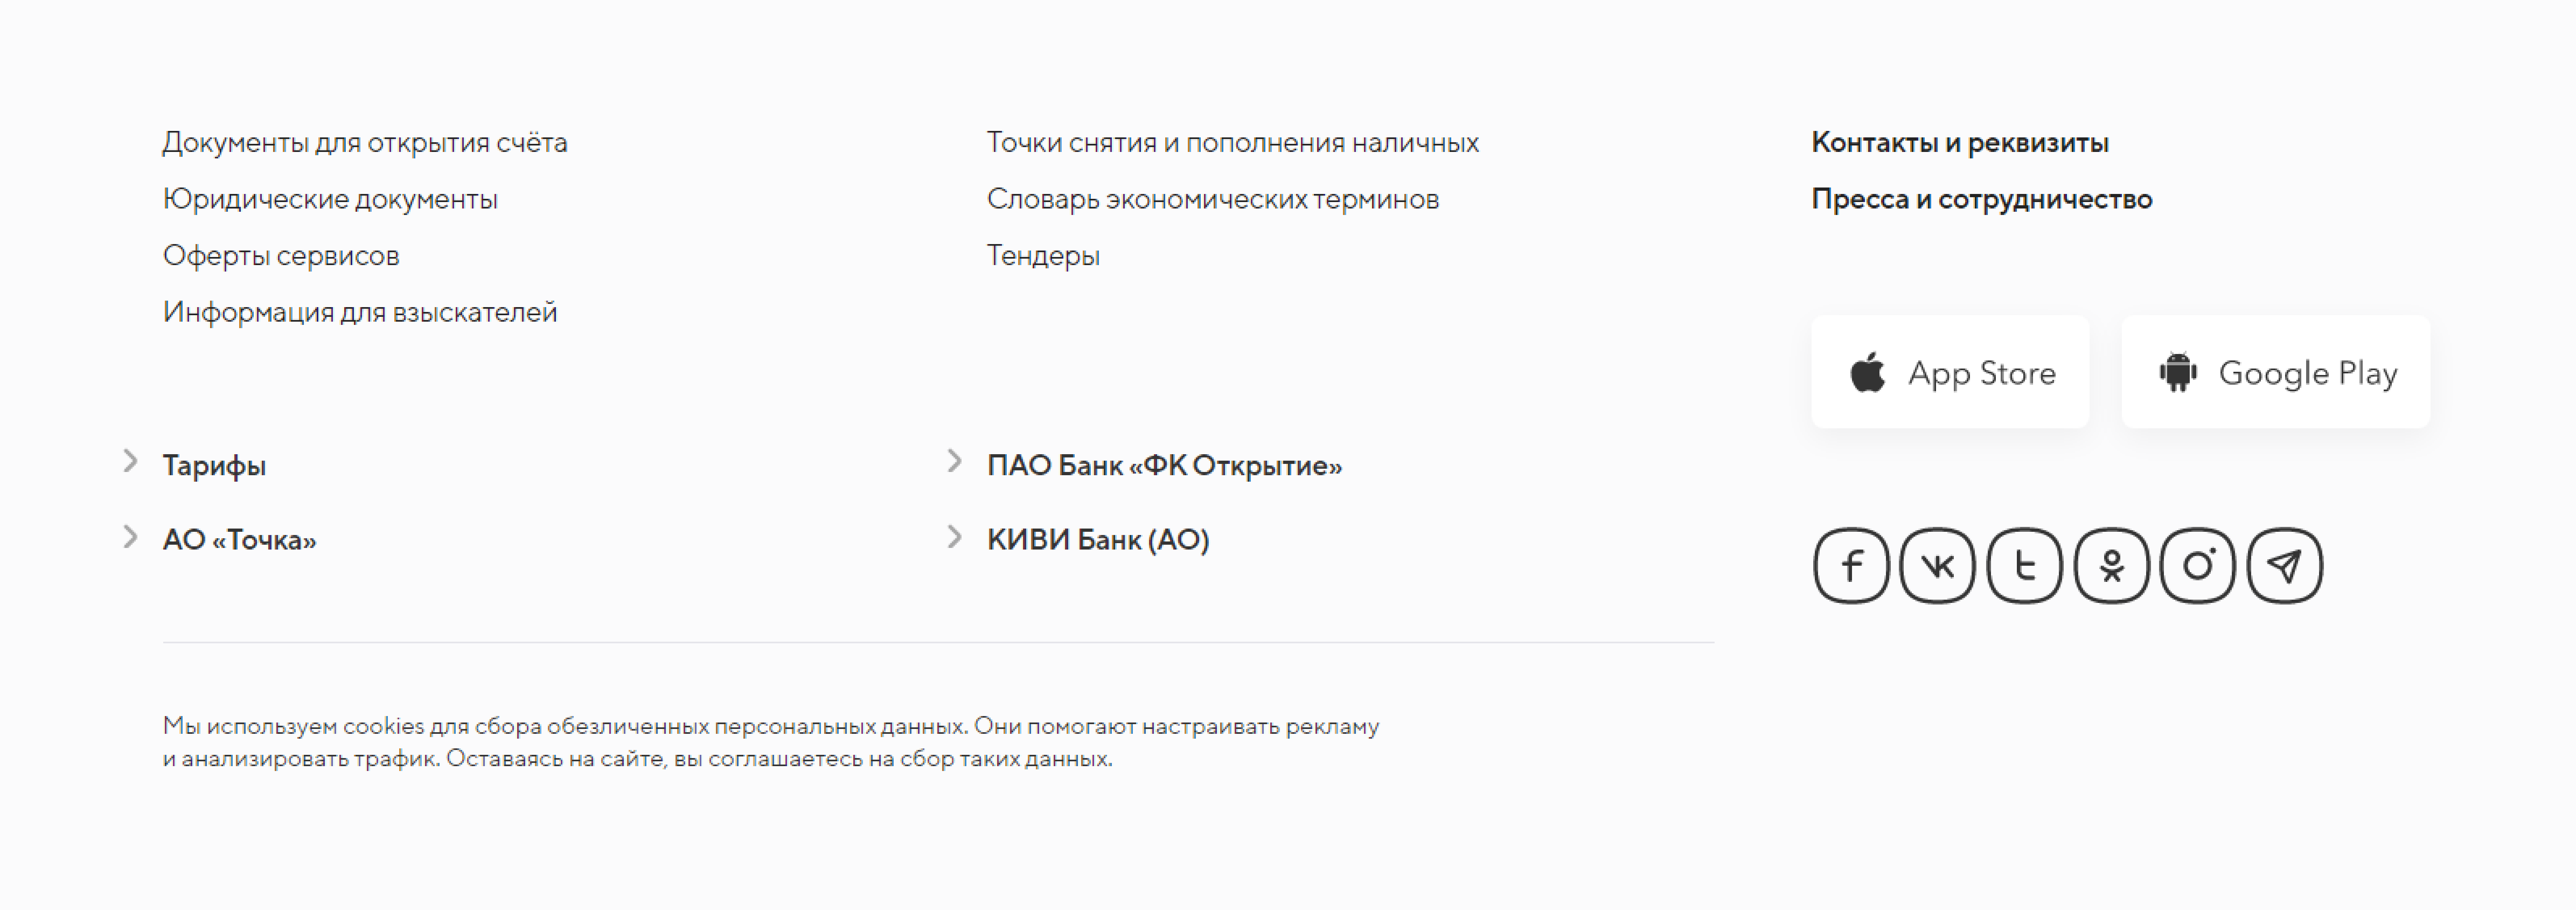 Документы для открытия счёта
Юридические документы
Оферты сервисов
Информация для взыскателей
Точки снятия и пополнения наличных
Словарь экономических терминов
Тендеры
Контакты и реквизиты
Пресса и сотрудничество
App Store
Google Play
Тарифы
АО «Точка»
ПАО Банк «ФК Открытие»
КИВИ Банк (АО)
Мы используем cookies для сбора обезличенных персональных данных. Они помогают настраивать рекламу
и анализировать трафик. Оставаясь на сайте, вы соглашаетесь на сбор таких данных.